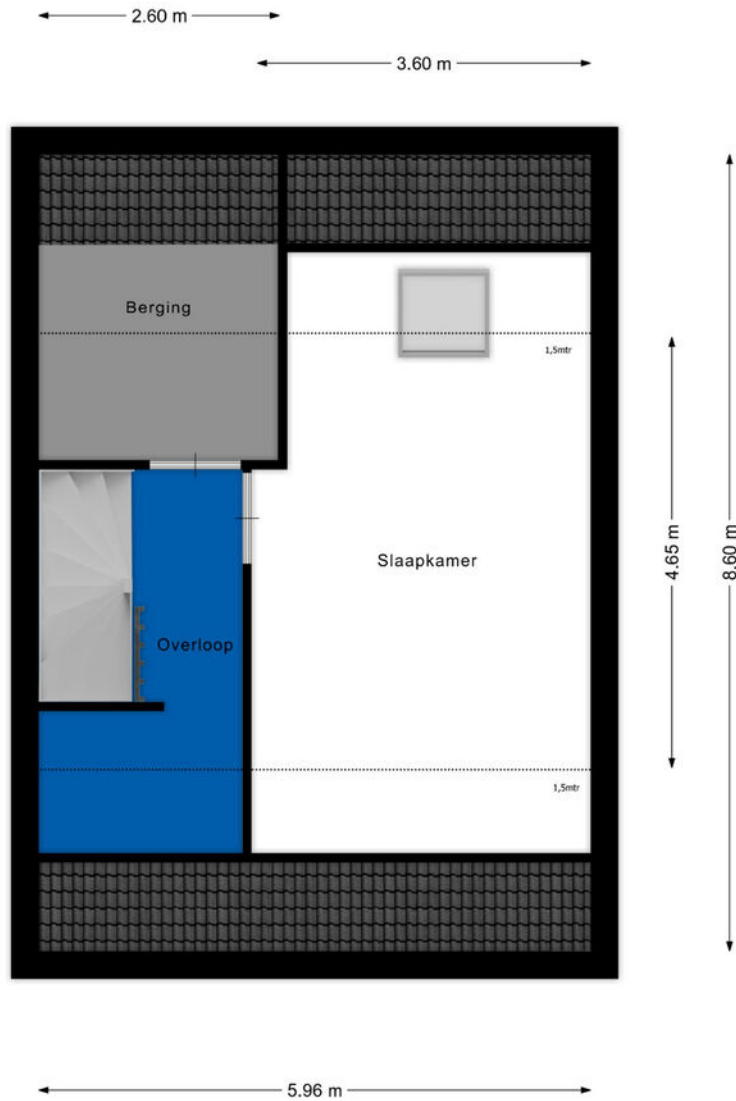 2.60 m
3.60 m
Berging
1,5mtr
Slaapkamer
4.65 m
8.60 m
Overloop
1,5mtr
5.96 m